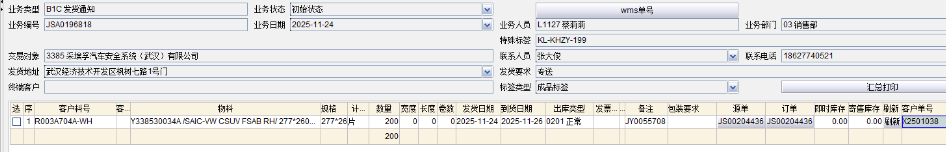 业务类型 B1C 发货通知 业务状态 初始状态 wms单号
业务编号 JSA0196818 业务日期 2025-11-24 业务人员 L1127 蔡莉莉 业务部门 03 销售部
特殊标签 KL-KHZY-199
交易对象 3385 采埃孚汽车安全系统（武汉）有限公司 联系人员 张大俊 联系电话 18627740521
发货地址 武汉经济技术开发区枫树七路1号门 发货要求 专送
终端客户 标签类型 成品标签 汇总打印
选 序 客户料号 客... 物料 规格 计... 数量 宽度 长度 卷数 发货日期 到货日期 出库类型 发票... ... 备注 包装要求 源单 订单 即时库存 寄售库存 刷新 客户单号
1 R003A704A-WH Y338530034A /SAIC-VW CSUV FSAB RH/ 277*260... 277*26 片 200 0 0 0 2025-11-24 2025-11-26 0201 正常 JY0055708 JS00204436 JS00204436 0.00 0.00 刷新 K2501038
200